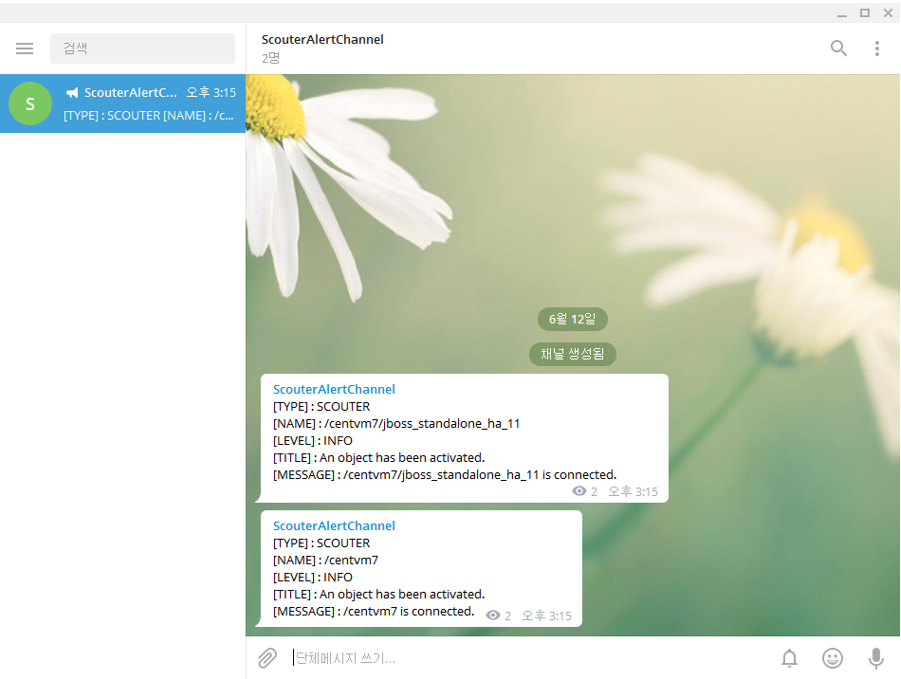 검색
ScouterAlertChannel
2명
S
ScouterAlertC... 오후 3:15
[TYPE] : SCOUTER [NAME] : /c...
6월 12일
채널 생성됨
ScouterAlertChannel
[TYPE] : SCOUTER
[NAME] : /centvm7/jboss_standalone_ha_11
[LEVEL] : INFO
[TITLE] : An object has been activated.
[MESSAGE] : /centvm7/jboss_standalone_ha_11 is connected.
2 오후 3:15
ScouterAlertChannel
[TYPE] : SCOUTER
[NAME] : /centvm7
[LEVEL] : INFO
[TITLE] : An object has been activated.
[MESSAGE] : /centvm7 is connected. 2 오후 3:15
단체메시지 쓰기...